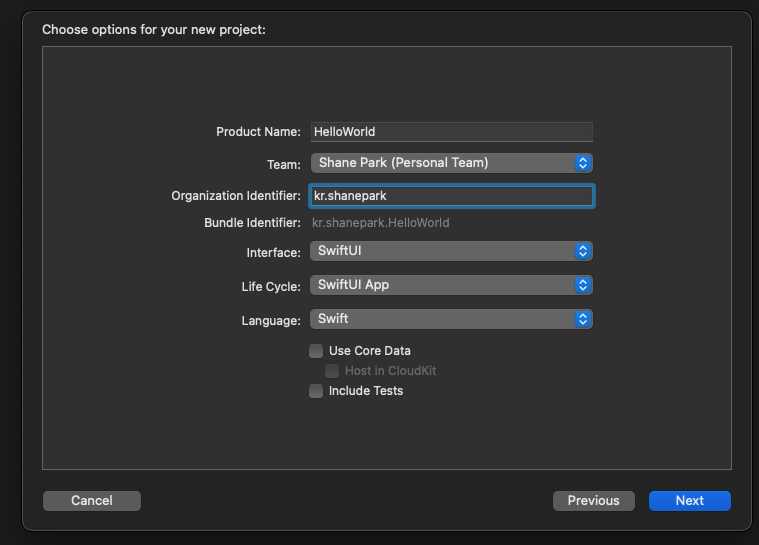 Choose options for your new project:
Product Name: HelloWorld
Team: Shane Park (Personal Team)
Organization Identifier: kr.shanepark
Bundle Identifier: kr.shanepark.HelloWorld
Interface: SwiftUI
Life Cycle: SwiftUI App
Language: Swift
Use Core Data
Host in CloudKit
Include Tests
Cancel Previous Next